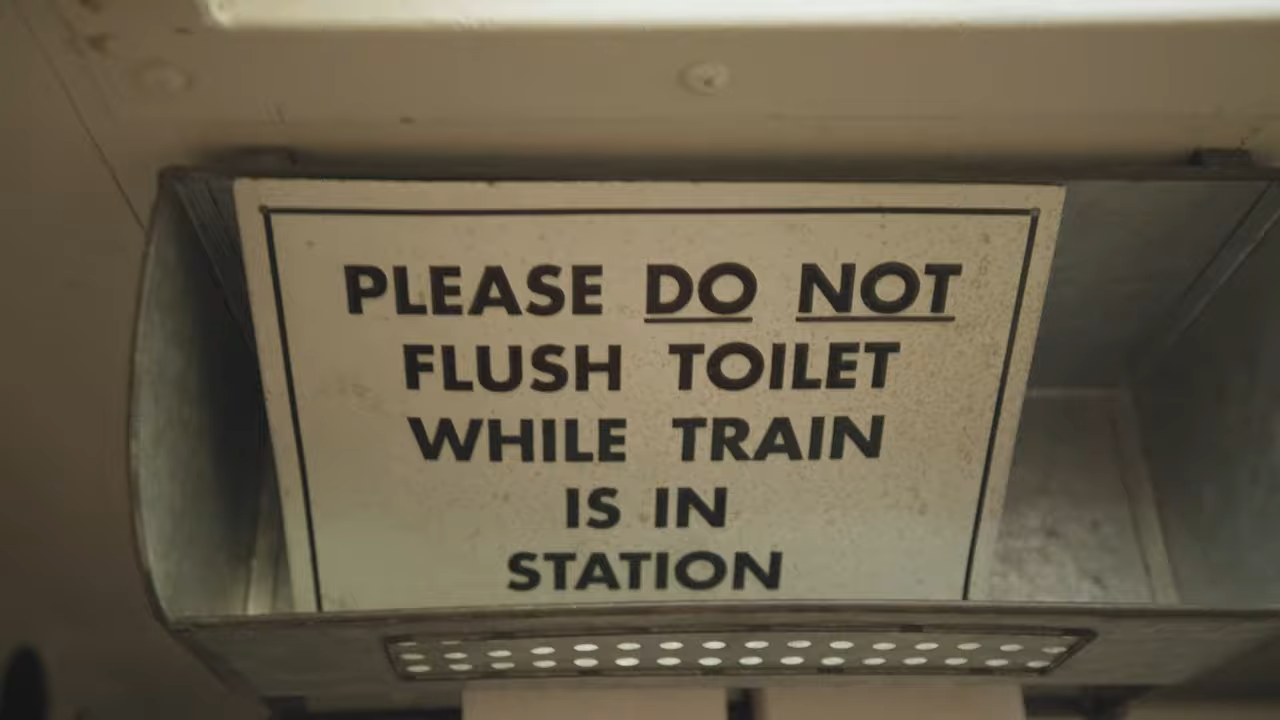 PLEASE DO NOT
FLUSH TOILET
WHILE TRAIN
IS IN
STATION